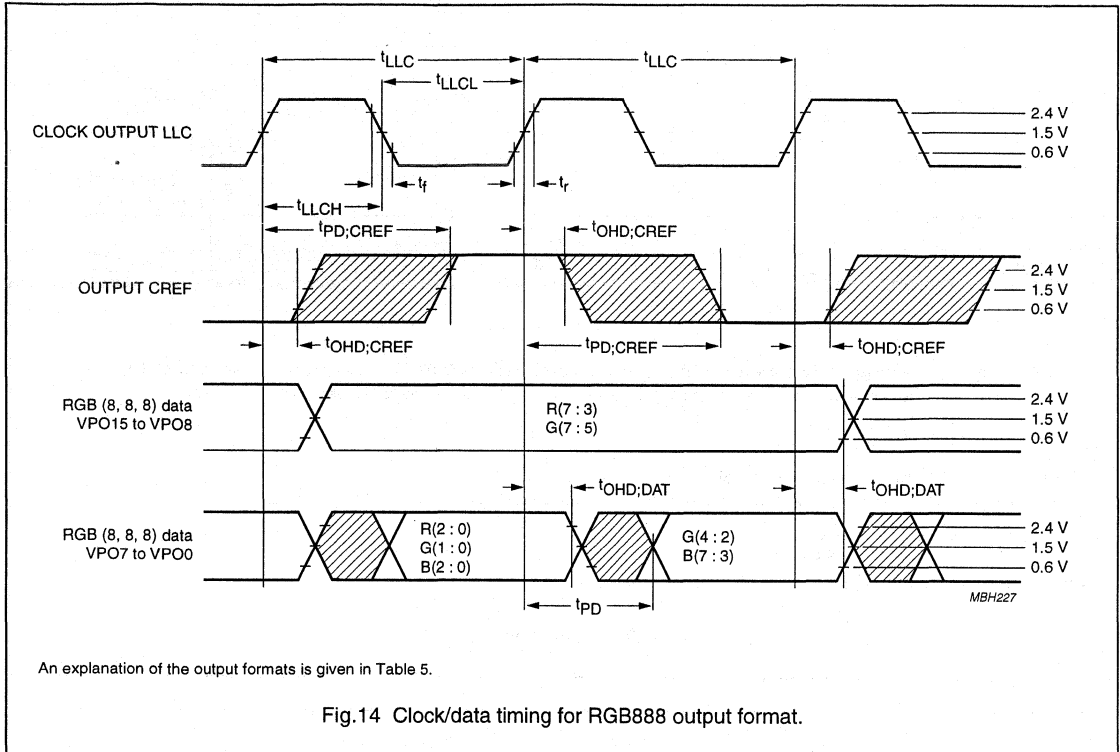 tLLC
tLLC
tLLCL
CLOCK OUTPUT LLC
2.4 V
1.5 V
0.6 V
tf
tr
tLLCH
tPD;CREF
tOHD;CREF
OUTPUT CREF
2.4 V
1.5 V
0.6 V
tOHD;CREF
tPD;CREF
tOHD;CREF
RGB (8, 8, 8) data
VPO15 to VPO8
R(7 : 3)
G(7 : 5)
2.4 V
1.5 V
0.6 V
tOHD;DAT
tOHD;DAT
RGB (8, 8, 8) data
VPO7 to VPO0
R(2 : 0)
G(1 : 0)
B(2 : 0)
G(4 : 2)
B(7 : 3)
2.4 V
1.5 V
0.6 V
tPD
MBH227
An explanation of the output formats is given in Table 5.
Fig.14 Clock/data timing for RGB888 output format.